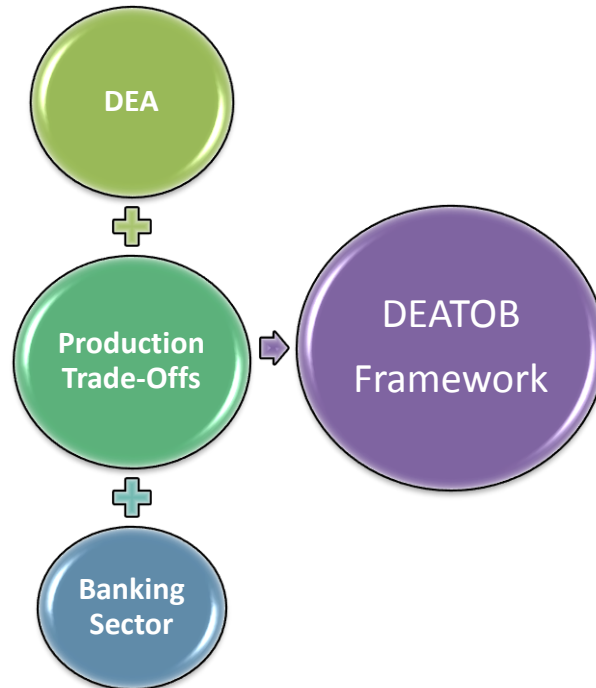 DEA
Production
Trade-Offs
DEATOB
Framework
Banking
Sector